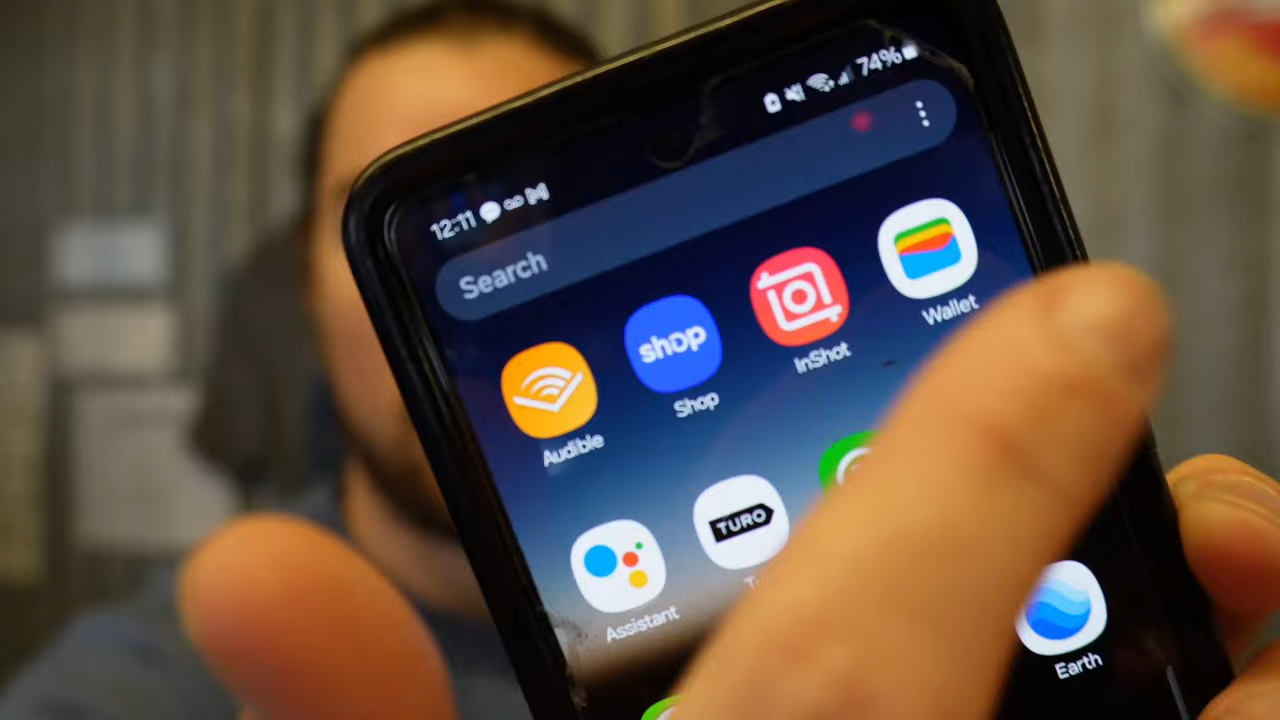 12:11
74%
Search
Audible
shop
Shop
InShot
Wallet
Assistant
TURO
Earth